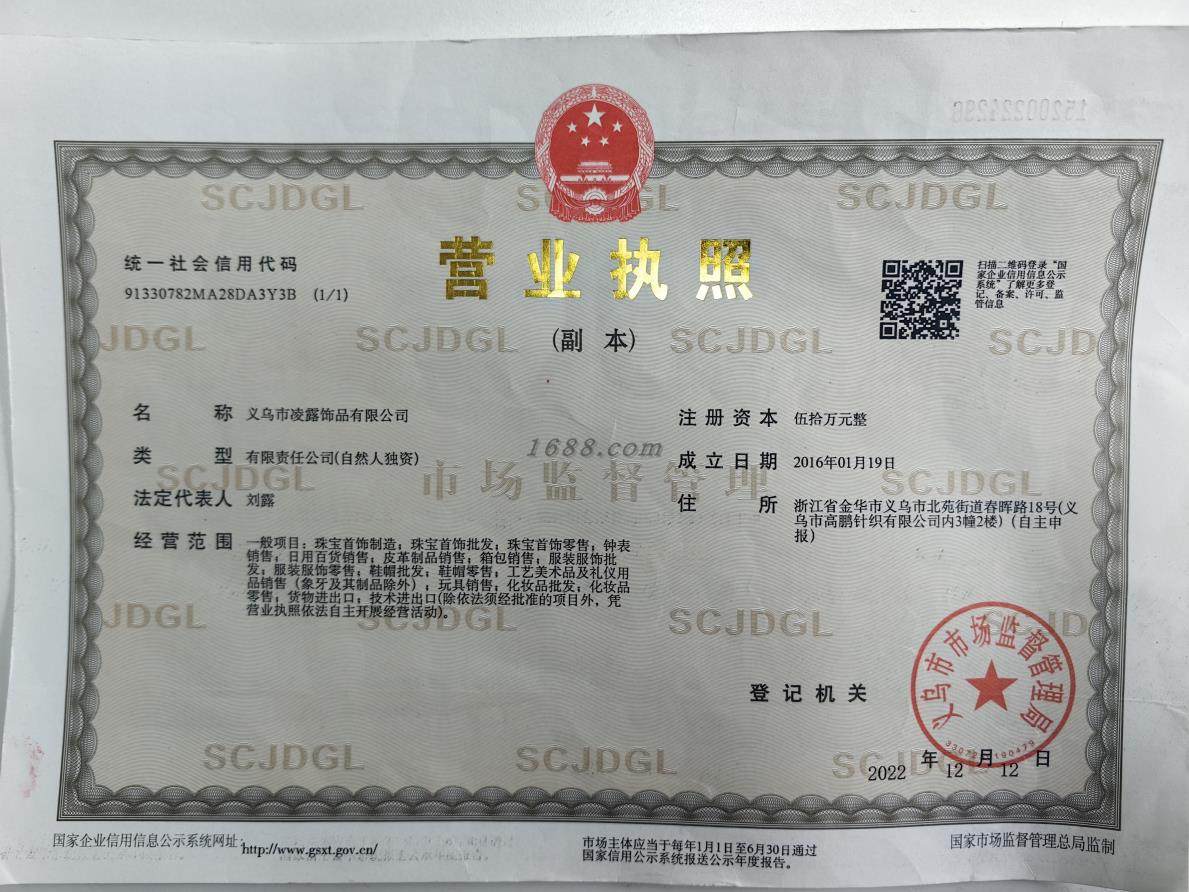 SCJDGL
SCJDGL
营业执照
(副 本)
统一社会信用代码
91330782MA28DA3Y3B (1/1)
扫描二维码登录“国
家企业信用信息公示
系统”了解更多登
记、备案、许可、监
管信息
JDGL
SCJDGL
SCJDGL
SCJD
名 称 义乌市凌露饰品有限公司
类 型 有限责任公司(自然人独资)
法定代表人 刘露
经营范围 一般项目：珠宝首饰制造；珠宝首饰批发；珠宝首饰零售；钟表
销售；日用百货销售；皮革制品销售；箱包销售；服装服饰批
发；服装服饰零售；鞋帽批发；鞋帽零售；工艺美术品及礼仪用
品销售（象牙及其制品除外）；玩具销售；化妆品批发；化妆品
零售；货物进出口；技术进出口(除依法须经批准的项目外，凭
营业执照依法自主开展经营活动)。
注册资本 伍拾万元整
成立日期 2016年01月19日
住 所 浙江省金华市义乌市北苑街道春晖路18号(义
乌市高鹏针织有限公司内3幢2楼)（自主申
报）
1688.com
市场监督管理
SCJDGL
SCJDGL
JDGL
SCJDGL
SCJDGL
登记机关
义乌市市场监督管理局
2022 年 12 月 12 日
SCJDGL
SCJDGL
国家企业信用信息公示系统网址：http://www.gsxt.gov.cn/
市场主体应当于每年1月1日至6月30日通过
国家信用公示系统报送公示年度报告。
国家市场监督管理总局监制